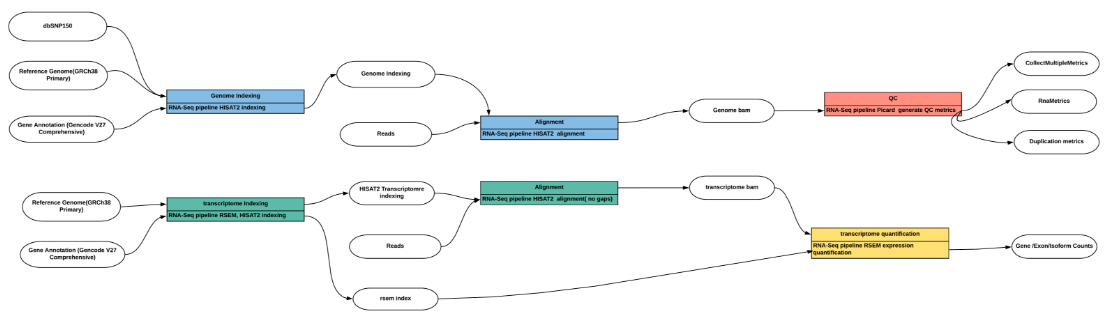 dbSNP150
Reference Genome(GRCh38
Primary)
Gene Annotation (Gencode V27
Comprehensive)
Genome Indexing
RNA-Seq pipeline HISAT2 indexing
Genome Indexing
Reads
Alignment
RNA-Seq pipeline HISAT2 alignment
Genome bam
QC
RNA-Seq pipeline Picard generate QC metrics
CollectMultipleMetrics
RnaMetrics
Duplication metrics
Reference Genome(GRCh38
Primary)
Gene Annotation (Gencode V27
Comprehensive)
transcriptome Indexing
RNA-Seq pipeline RSEM, HISAT2 indexing
HISAT2 Transcriptomre
indexing
Reads
rsem index
Alignment
RNA-Seq pipeline HISAT2 alignment( no gaps)
transcriptome bam
transcriptome quantification
RNA-Seq pipeline RSEM expression
quantification
Gene /Exon/Isoform Counts